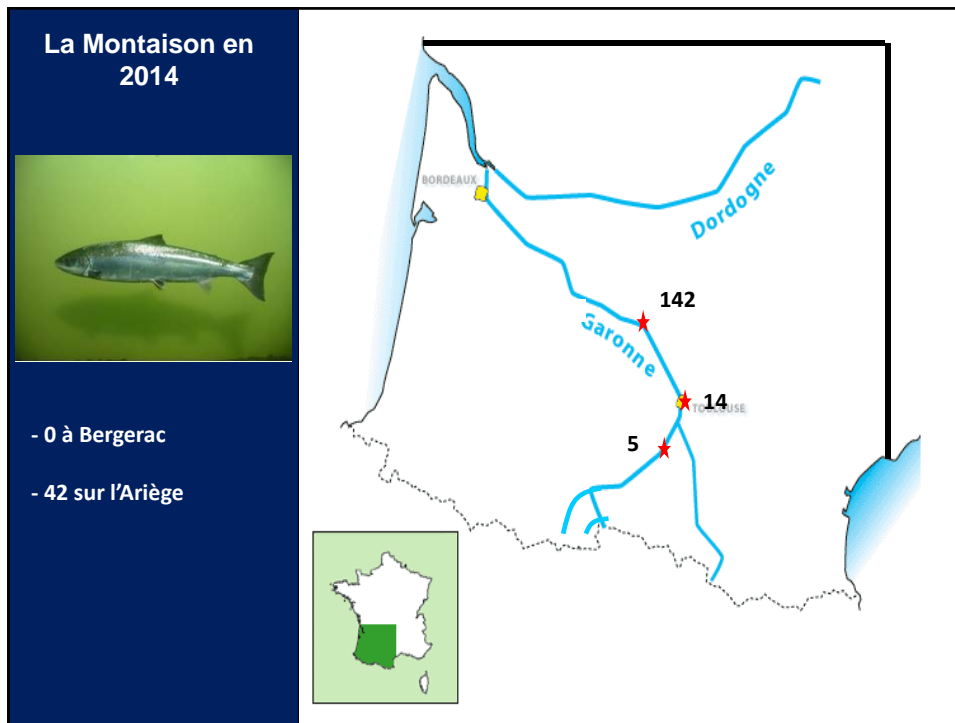 La Montaison en
2014
- 0 à Bergerac
- 42 sur l’Ariège
BORDEAUX
Dordogne
142
Garonne
14
TOULOUSE
5